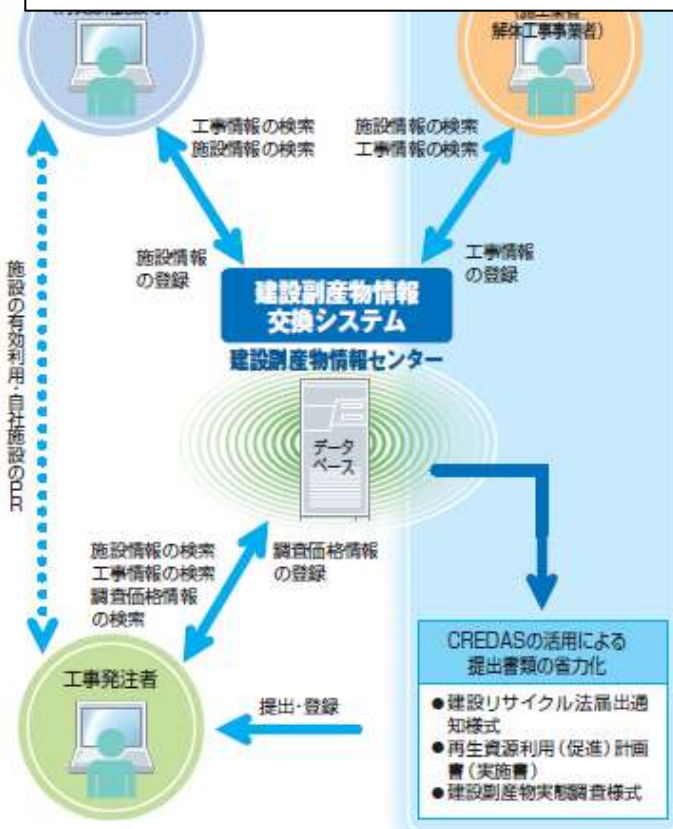 (施工業者
解体工事事業者)
工事情報の検索
施設情報の検索
施設情報の検索
工事情報の検索
施設情報
の登録
工事情報
の登録
建設副産物情報
交換システム
建設副産物情報センター
施設の有効利用・自社施設のPR
データ
ベース
施設情報の検索
工事情報の検索
調査価格情報
の検索
調査価格情報
の登録
工事発注者
提出・登録
CREDASの活用による
提出書類の省力化
●建設リサイクル法届出通
知様式
●再生資源利用(促進)計画
書(実施書)
●建設副産物実態調査様式